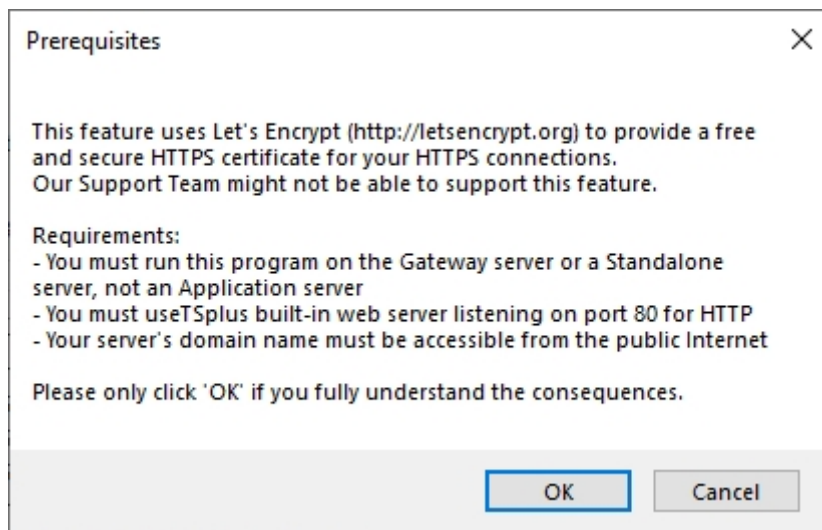 Prerequisites
This feature uses Let's Encrypt (http://letsencrypt.org) to provide a free
and secure HTTPS certificate for your HTTPS connections.
Our Support Team might not be able to support this feature.
Requirements:
- You must run this program on the Gateway server or a Standalone
server, not an Application server
- You must useTSplus built-in web server listening on port 80 for HTTP
- Your server's domain name must be accessible from the public Internet
Please only click 'OK' if you fully understand the consequences.
OK
Cancel